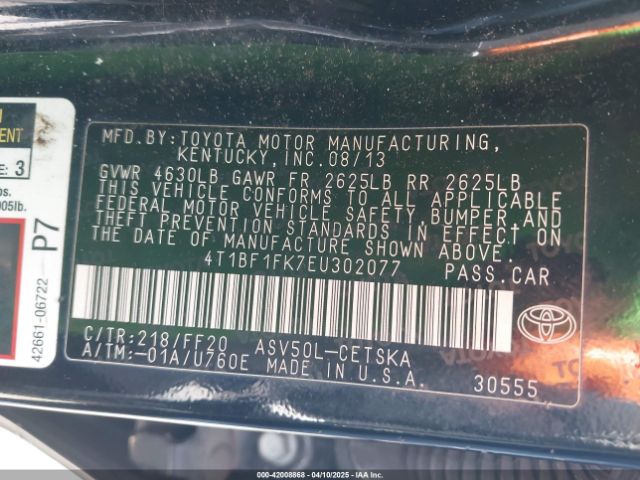 MFD.BY:TOYOTA MOTOR MANUFACTURING,
KENTUCKY,INC.08/13
GVWR 4630LB GAWR FR 2625LB RR 2625LB
THIS VEHICLE CONFORMS TO ALL APPLICABLE
FEDERAL MOTOR VEHICLE SAFETY, BUMPER,AND
THEFT PREVENTION STANDARDS IN EFFECT ON
THE DATE OF MANUFACTURE SHOWN ABOVE.
4T1BF1FK7EU302077 PASS.CAR
C/TR:218/FF20 ASV50L-CETSKA
A/TM:-01A/U760E MADE IN U.S.A. 30555
3
P7
42661-06722
000-42008868 - 04/10/2025 - IAAI.COM